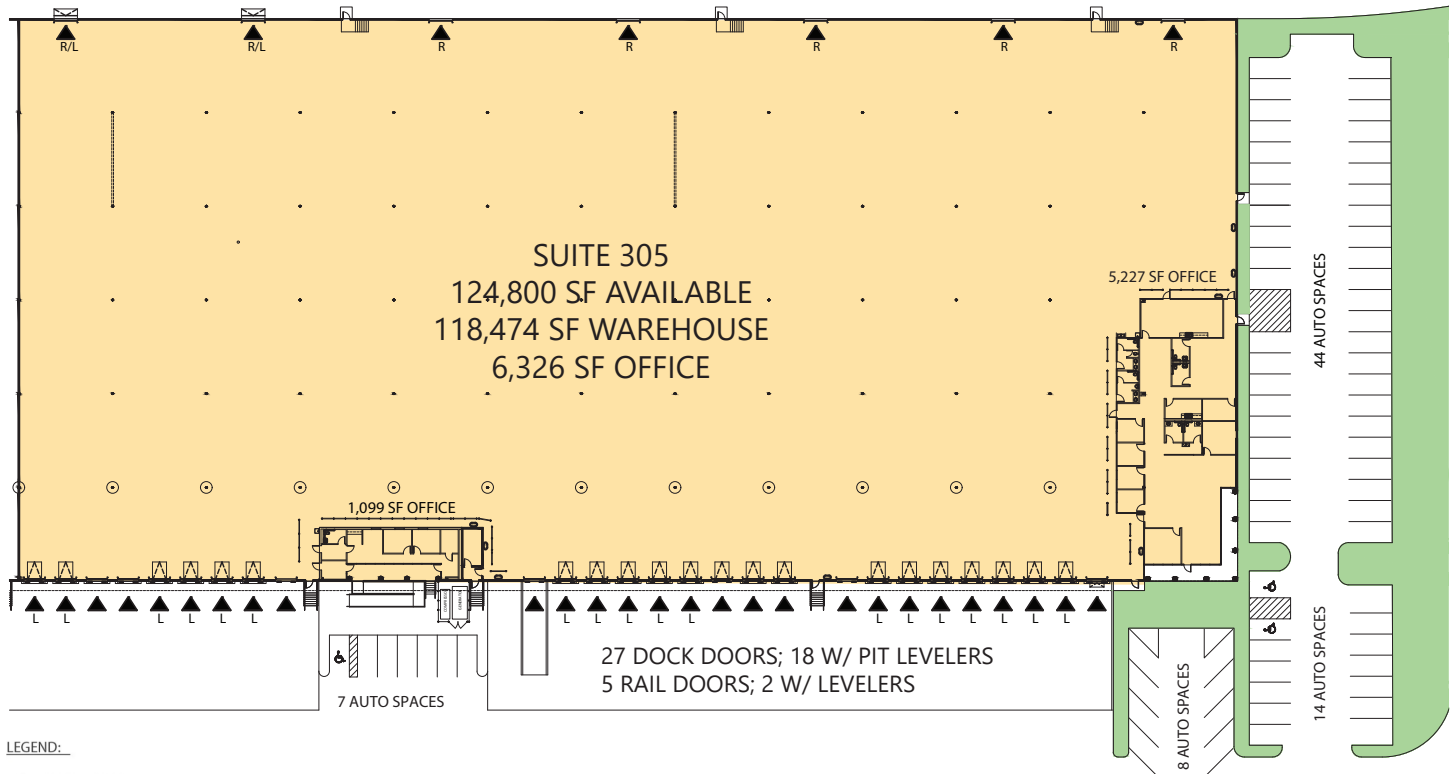 R/L R/L R R R R R
SUITE 305
124,800 SF AVAILABLE
118,474 SF WAREHOUSE
6,326 SF OFFICE
5,227 SF OFFICE
44 AUTO SPACES
1,099 SF OFFICE
L L L L L L L L L L L L L L L L L L
27 DOCK DOORS; 18 W/ PIT LEVELERS
5 RAIL DOORS; 2 W/ LEVELERS
7 AUTO SPACES
8 AUTO SPACES
14 AUTO SPACES
LEGEND: